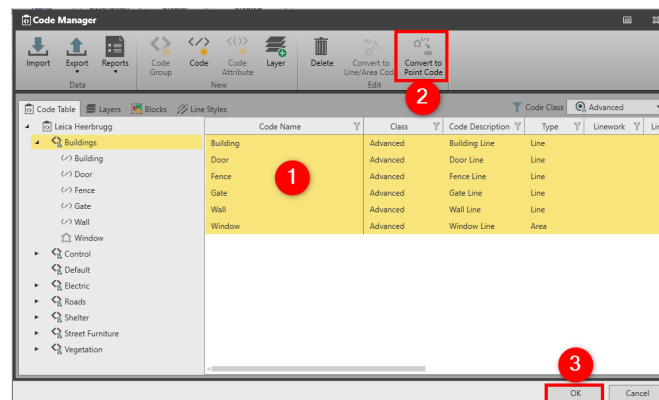 Code Manager
Import Export Reports Code Group Code Code Attribute Layer Delete Convert to Line/Area Code Convert to Point Code
Data New Edit
2
Code Table Layers Blocks Line Styles Code Class Advanced
Leica Heerbrugg Code Name Class Code Description Type Linework
Buildings Building Advanced Building Line Line
Building Door Advanced Door Line Line
Door Fence Advanced Fence Line Line
Fence Gate Advanced Gate Line Line
Gate Wall Advanced Wall Line Line
Wall Window Advanced Window Line Area
1
Window
Control
Default
Electric
Roads
Shelter
Street Furniture
Vegetation
3
OK Cancel